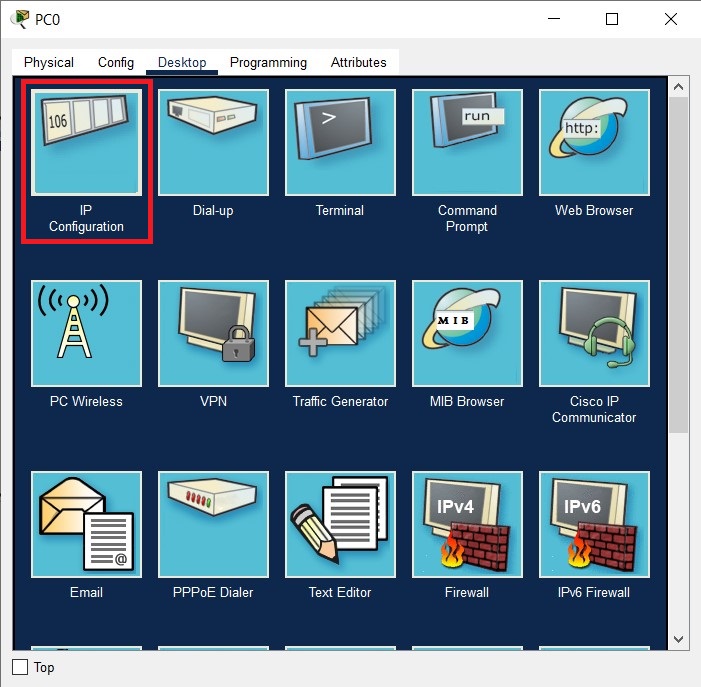 PC0
Physical Config Desktop Programming Attributes
106
>
run
http:
IP
Configuration
Dial-up
Terminal
Command
Prompt
Web Browser
MIB
PC Wireless
VPN
Traffic Generator
MIB Browser
Cisco IP
Communicator
@
IPv4
IPv6
Email
PPPoE Dialer
Text Editor
Firewall
IPv6 Firewall
Top